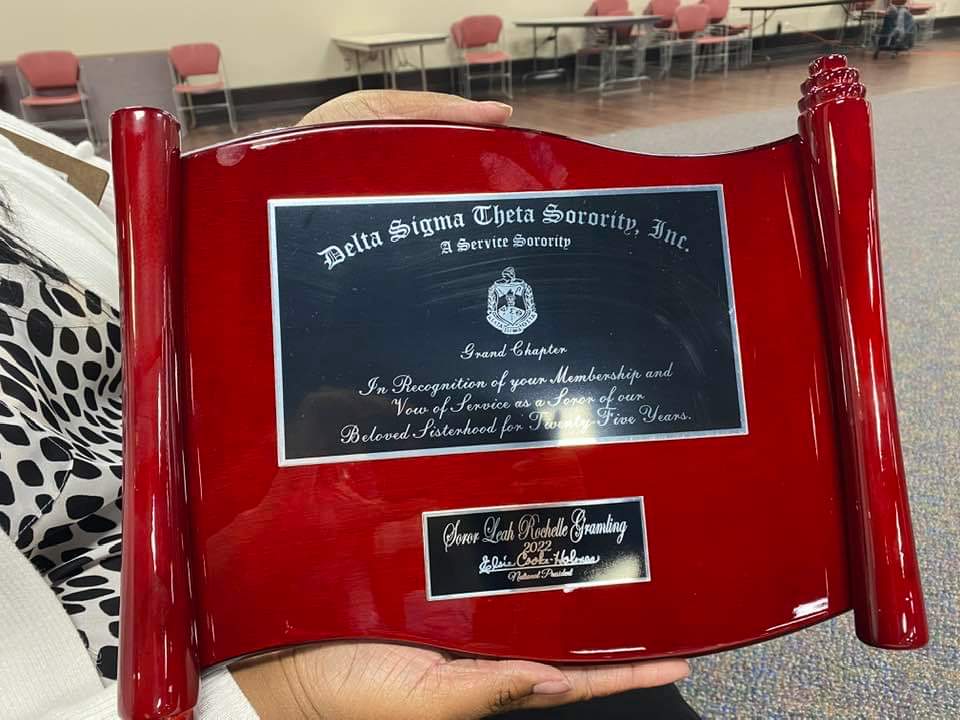 Delta Sigma Theta Sorority, Inc.
A Service Sorority
ΔΣΘ
Grand Chapter
In Recognition of your Membership and
Vow of Service as a Soror of our
Beloved Sisterhood for Twenty-Five Years.
Soror Leah Rochelle Gramling
2022
Elsie Cooke-Holmes
National President